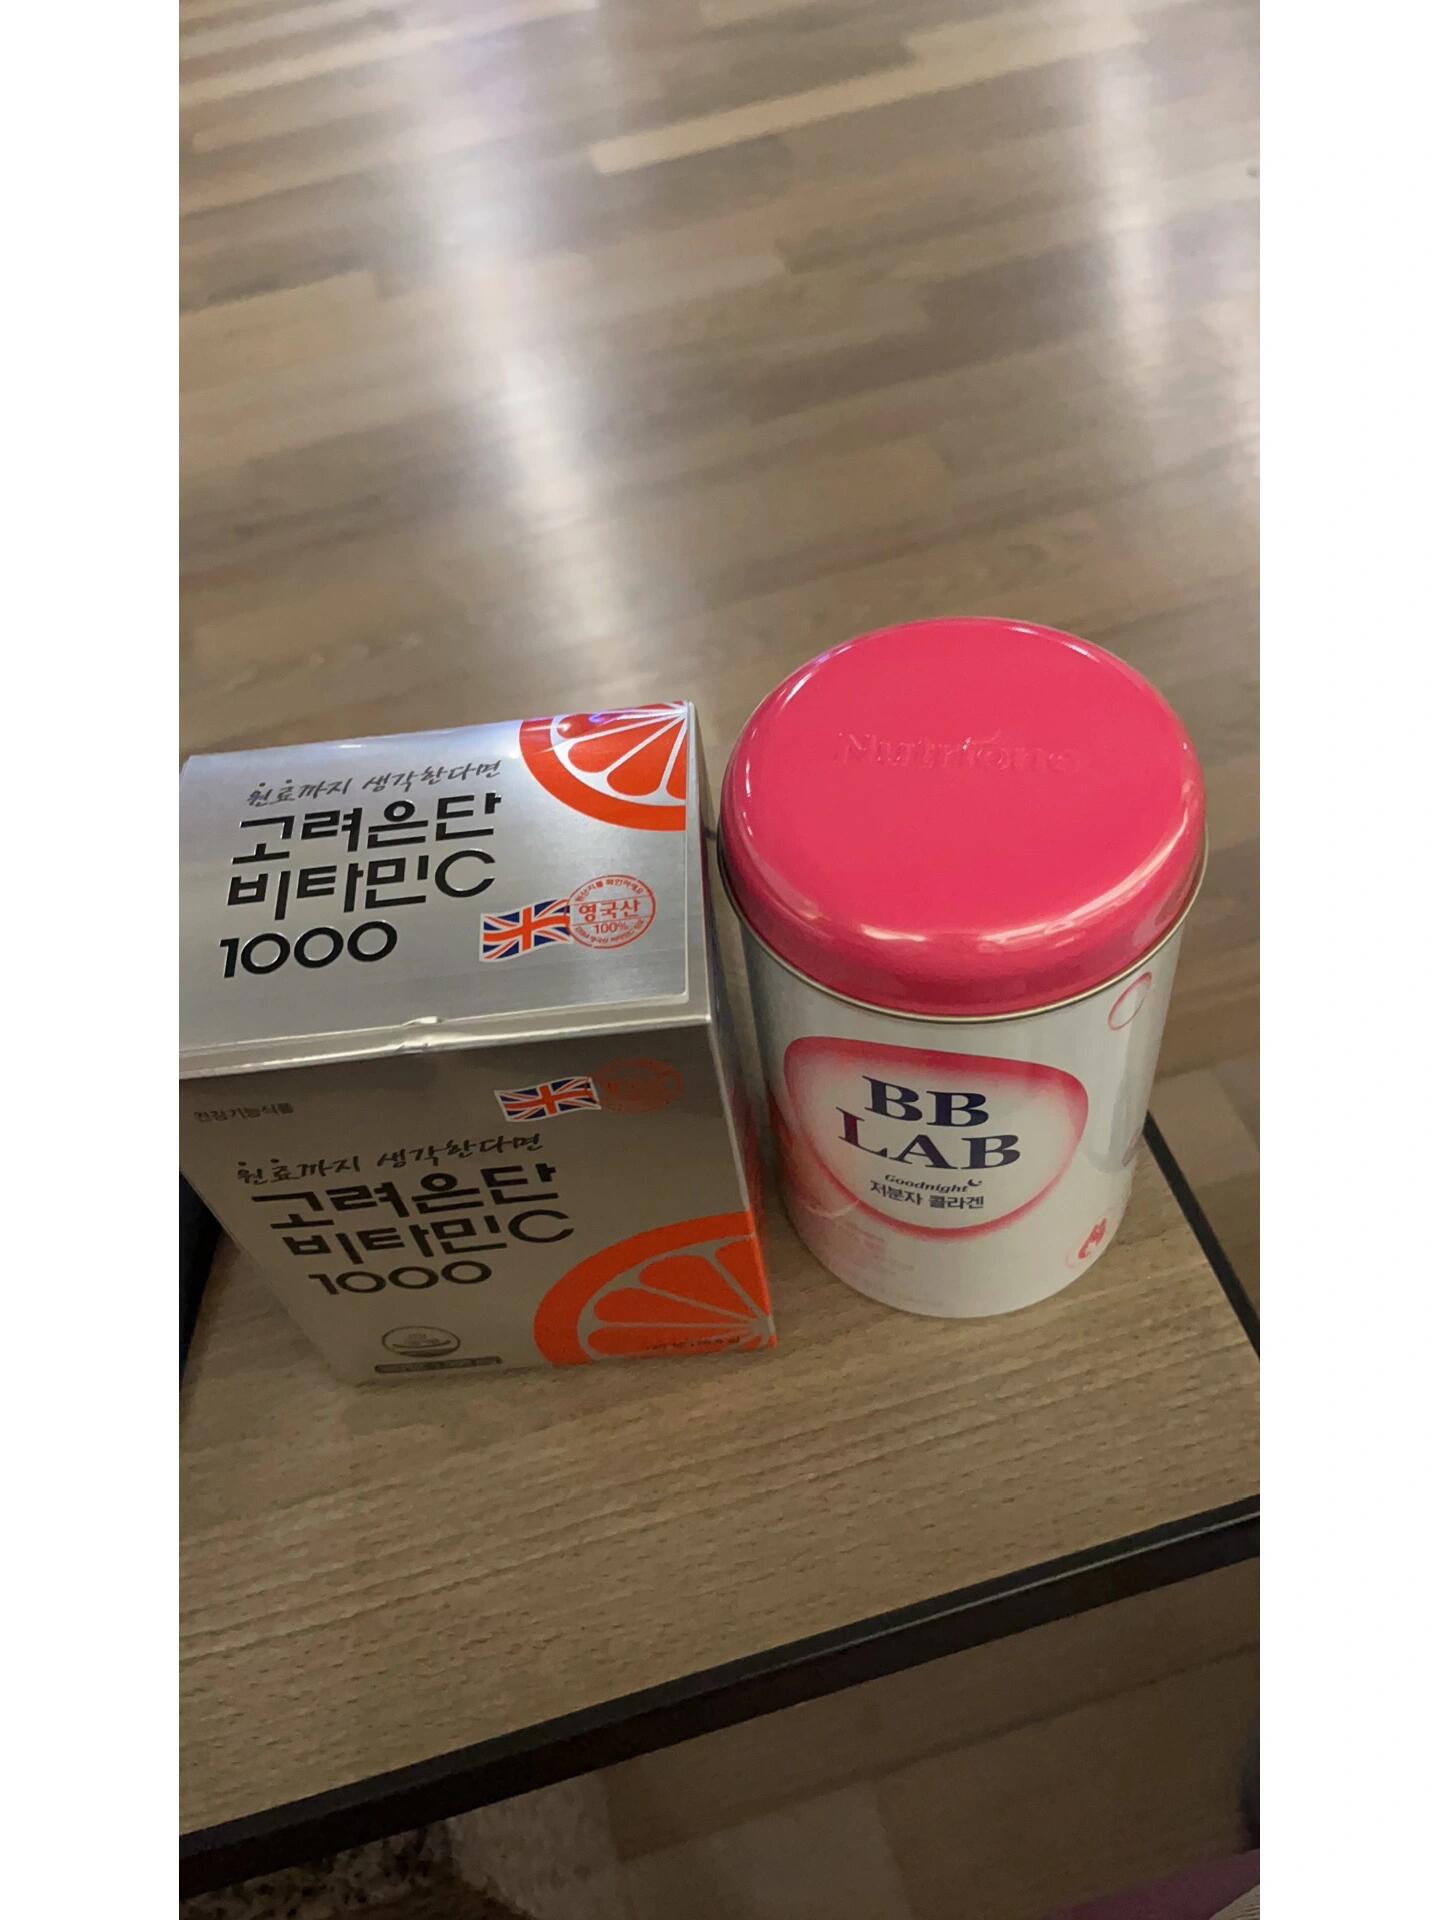 원료까지 생각한다면
고려은단
비타민C
1000
영국산
100%
건강기능식품
원료까지 생각한다면
고려은단
비타민C
1000
Nutrione
BB
LAB
Goodnight
저분자 콜라겐